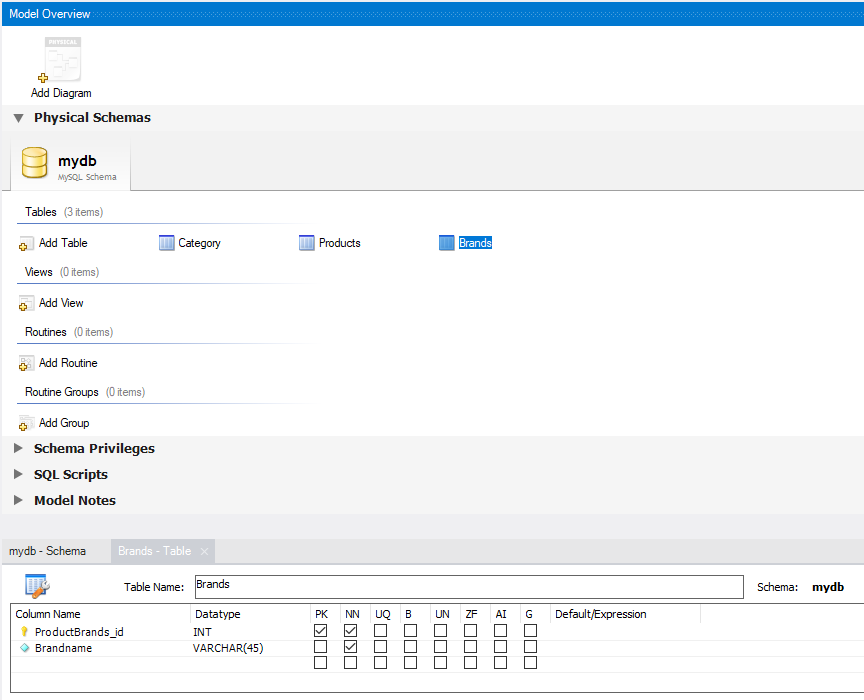 Model Overview
PHYSICAL
Add Diagram
Physical Schemas
mydb
MySQL Schema
Tables (3 items)
Add Table Category Products Brands
Views (0 items)
Add View
Routines (0 items)
Add Routine
Routine Groups (0 items)
Add Group
Schema Privileges
SQL Scripts
Model Notes
mydb - Schema Brands - Table ×
Table Name: Brands Schema: mydb
Column Name Datatype PK NN UQ B UN ZF AI G Default/Expression
ProductBrands_id INT
Brandname VARCHAR(45)